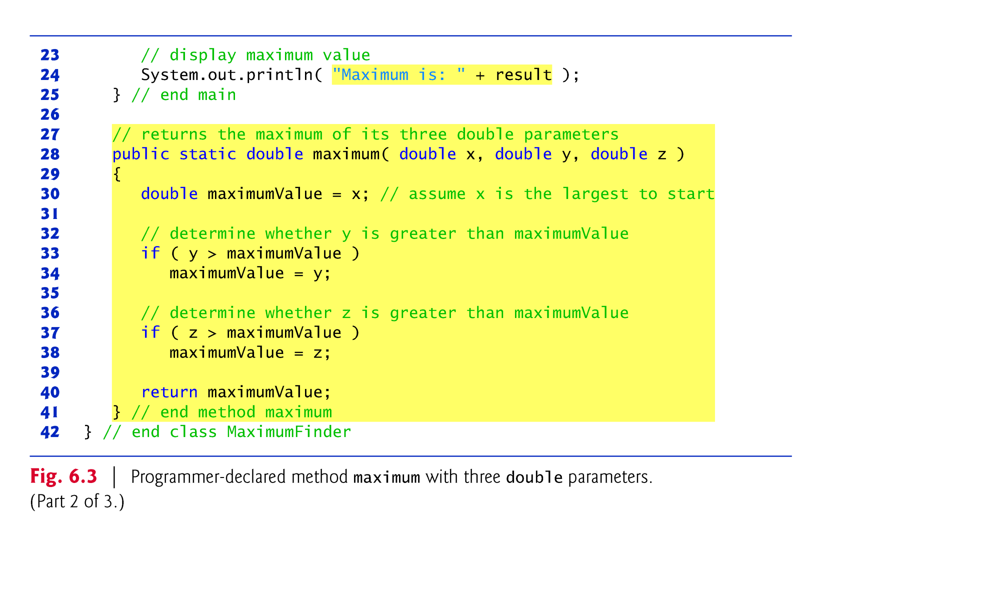 23 // display maximum value
24 System.out.println( "Maximum is: " + result );
25 } // end main
26
27 // returns the maximum of its three double parameters
28 public static double maximum( double x, double y, double z )
29 {
30 double maximumValue = x; // assume x is the largest to start
31
32 // determine whether y is greater than maximumValue
33 if ( y > maximumValue )
34 maximumValue = y;
35
36 // determine whether z is greater than maximumValue
37 if ( z > maximumValue )
38 maximumValue = z;
39
40 return maximumValue;
41 } // end method maximum
42 } // end class MaximumFinder
Fig. 6.3 | Programmer-declared method maximum with three double parameters.
(Part 2 of 3.)